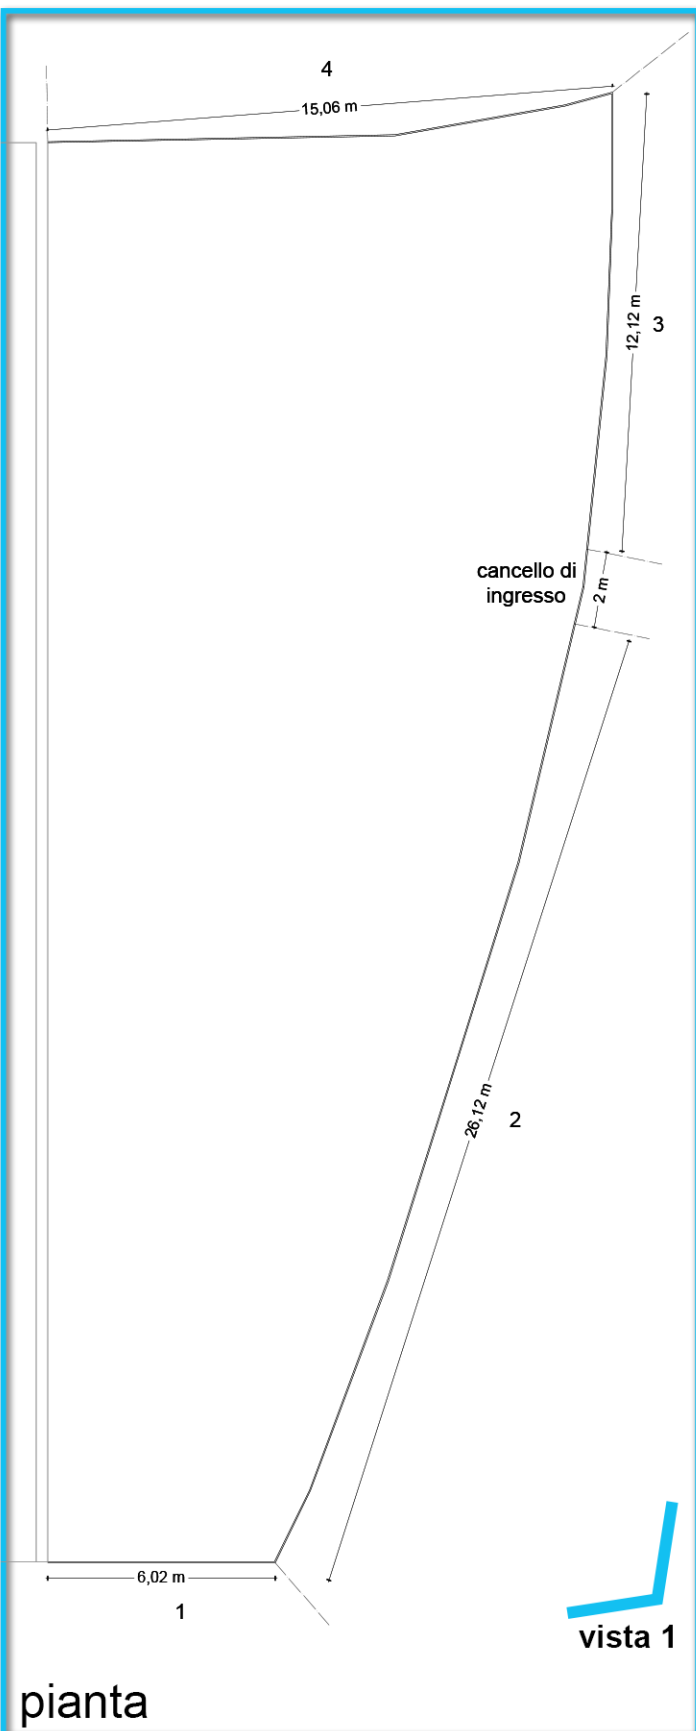 4
15,06 m
12,12 m
3
cancello di
ingresso
2 m
26,12 m
2
6,02 m
1
vista 1
pianta